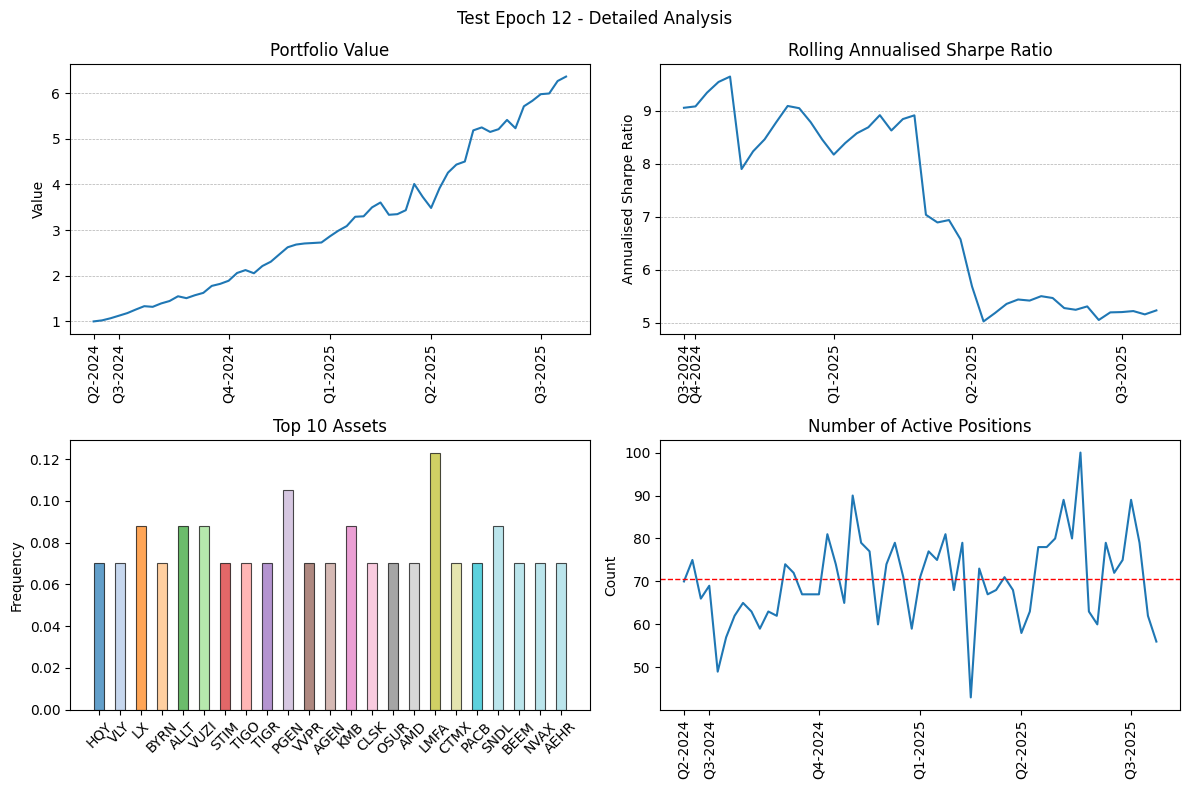 Test Epoch 12 - Detailed Analysis
Portfolio Value
Value
6
5
4
3
2
1
Q2-2024
Q3-2024
Q4-2024
Q1-2025
Q2-2025
Q3-2025
Rolling Annualised Sharpe Ratio
Annualised Sharpe Ratio
9
8
7
6
5
Q3-2024
Q4-2024
Q1-2025
Q2-2025
Q3-2025
Top 10 Assets
Frequency
0.12
0.10
0.08
0.06
0.04
0.02
0.00
HQY
VLY
LX
BYRN
ALLT
VUZI
STIM
TIGO
TIGR
PGEN
VVPR
AGEN
KMB
CLSK
OSUR
AMD
LMFA
CTMX
PACB
SNDL
BEEM
NVAX
AEHR
Number of Active Positions
Count
100
90
80
70
60
50
Q2-2024
Q3-2024
Q4-2024
Q1-2025
Q2-2025
Q3-2025